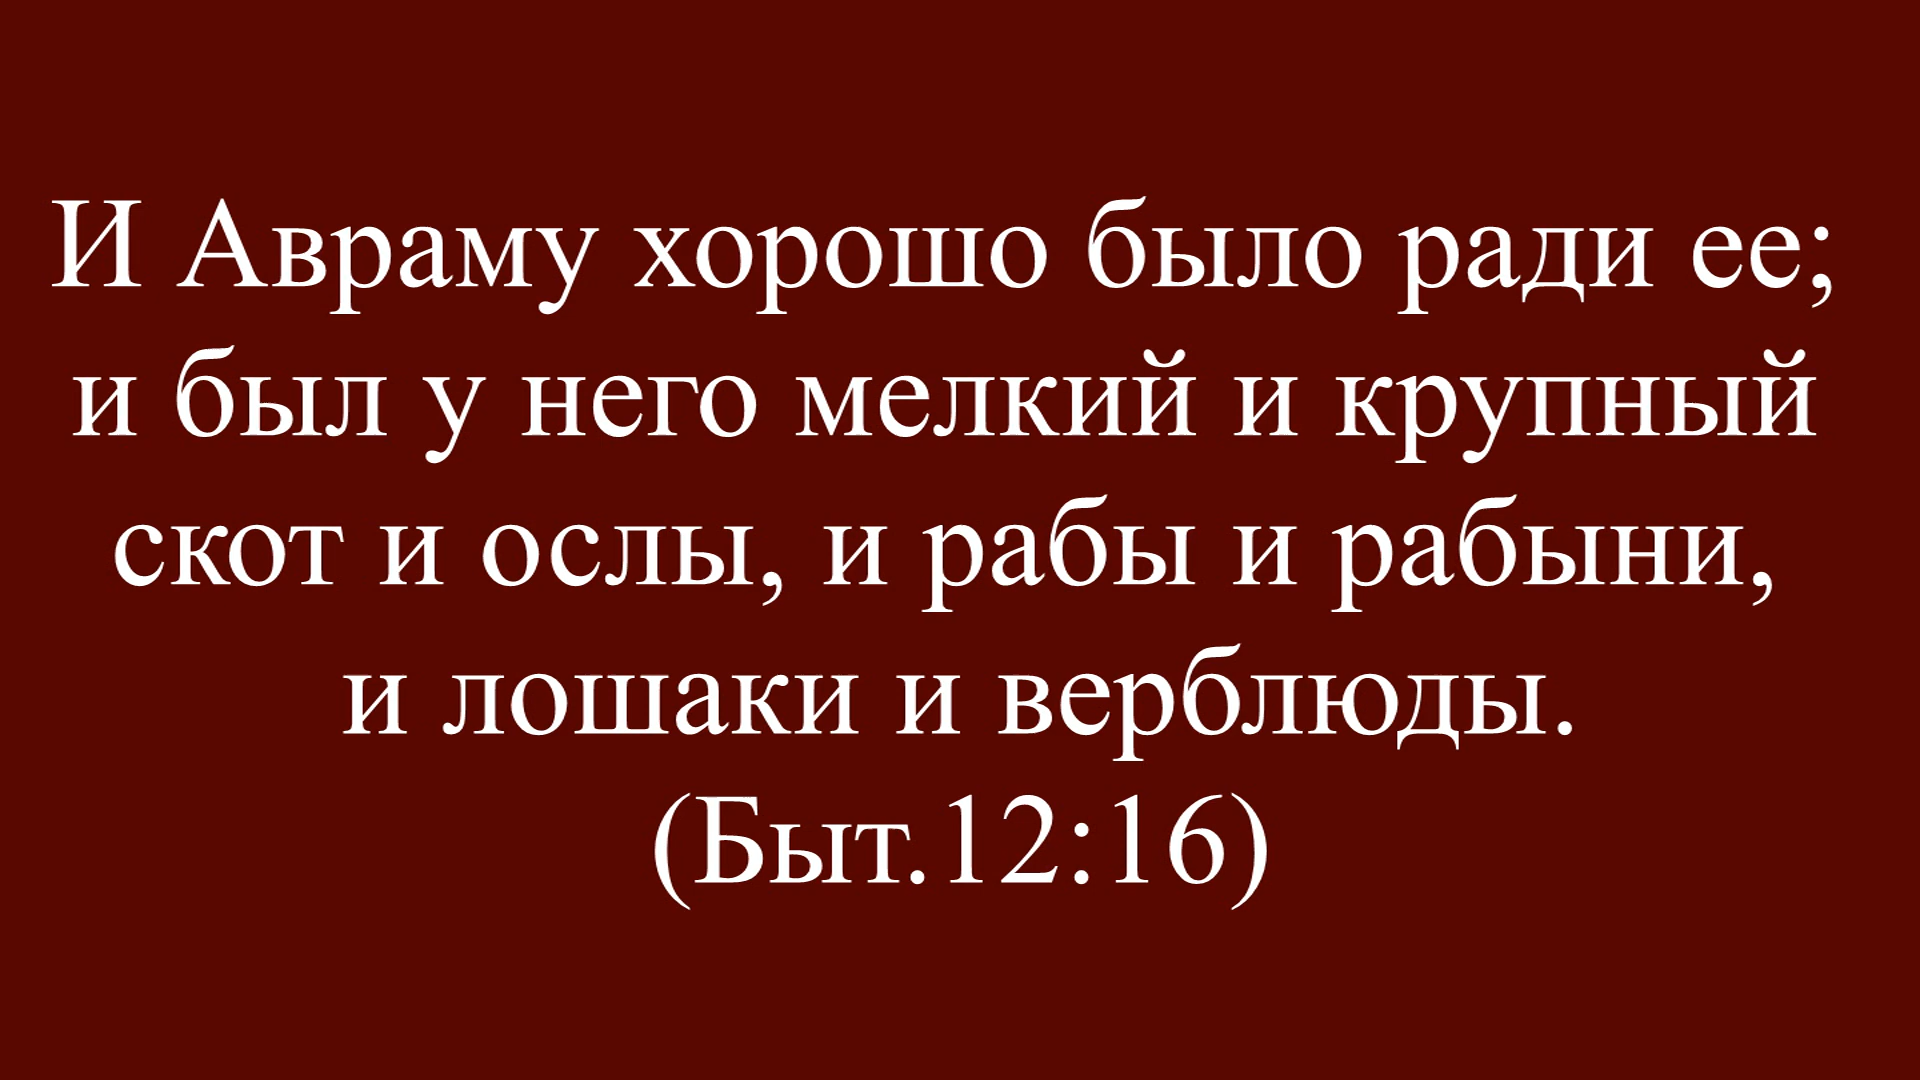 И Авраму хорошо было ради ее;
и был у него мелкий и крупный
скот и ослы, и рабы и рабыни,
и лошаки и верблюды.
(Быт.12:16)